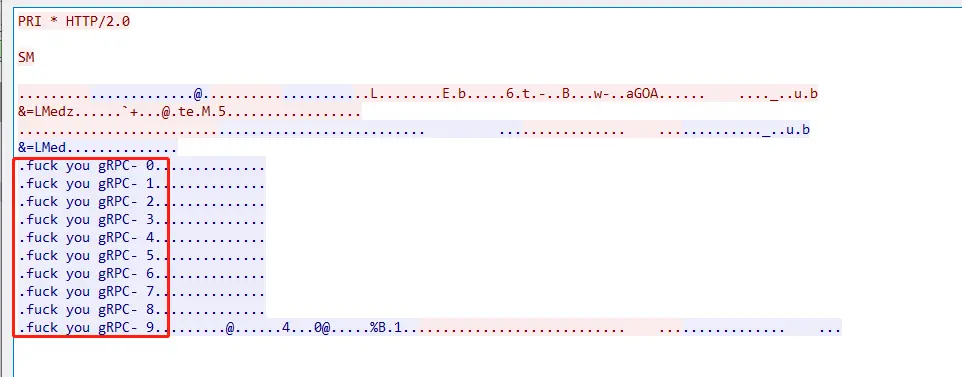 PRI * HTTP/2.0
SM
.....................@...................L........E.b.....6.t.-..B...w-..aGOA...... ...._..u.b
&=LMedz......`+...@.te.M.5.................
................................................... ................ ............._..u.b
&=LMed..............
.fuck you gRPC- 0..............
.fuck you gRPC- 1..............
.fuck you gRPC- 2..............
.fuck you gRPC- 3..............
.fuck you gRPC- 4..............
.fuck you gRPC- 5..............
.fuck you gRPC- 6..............
.fuck you gRPC- 7..............
.fuck you gRPC- 8..............
.fuck you gRPC- 9.........@......4...0@.....%B.1.......................... ................ ...